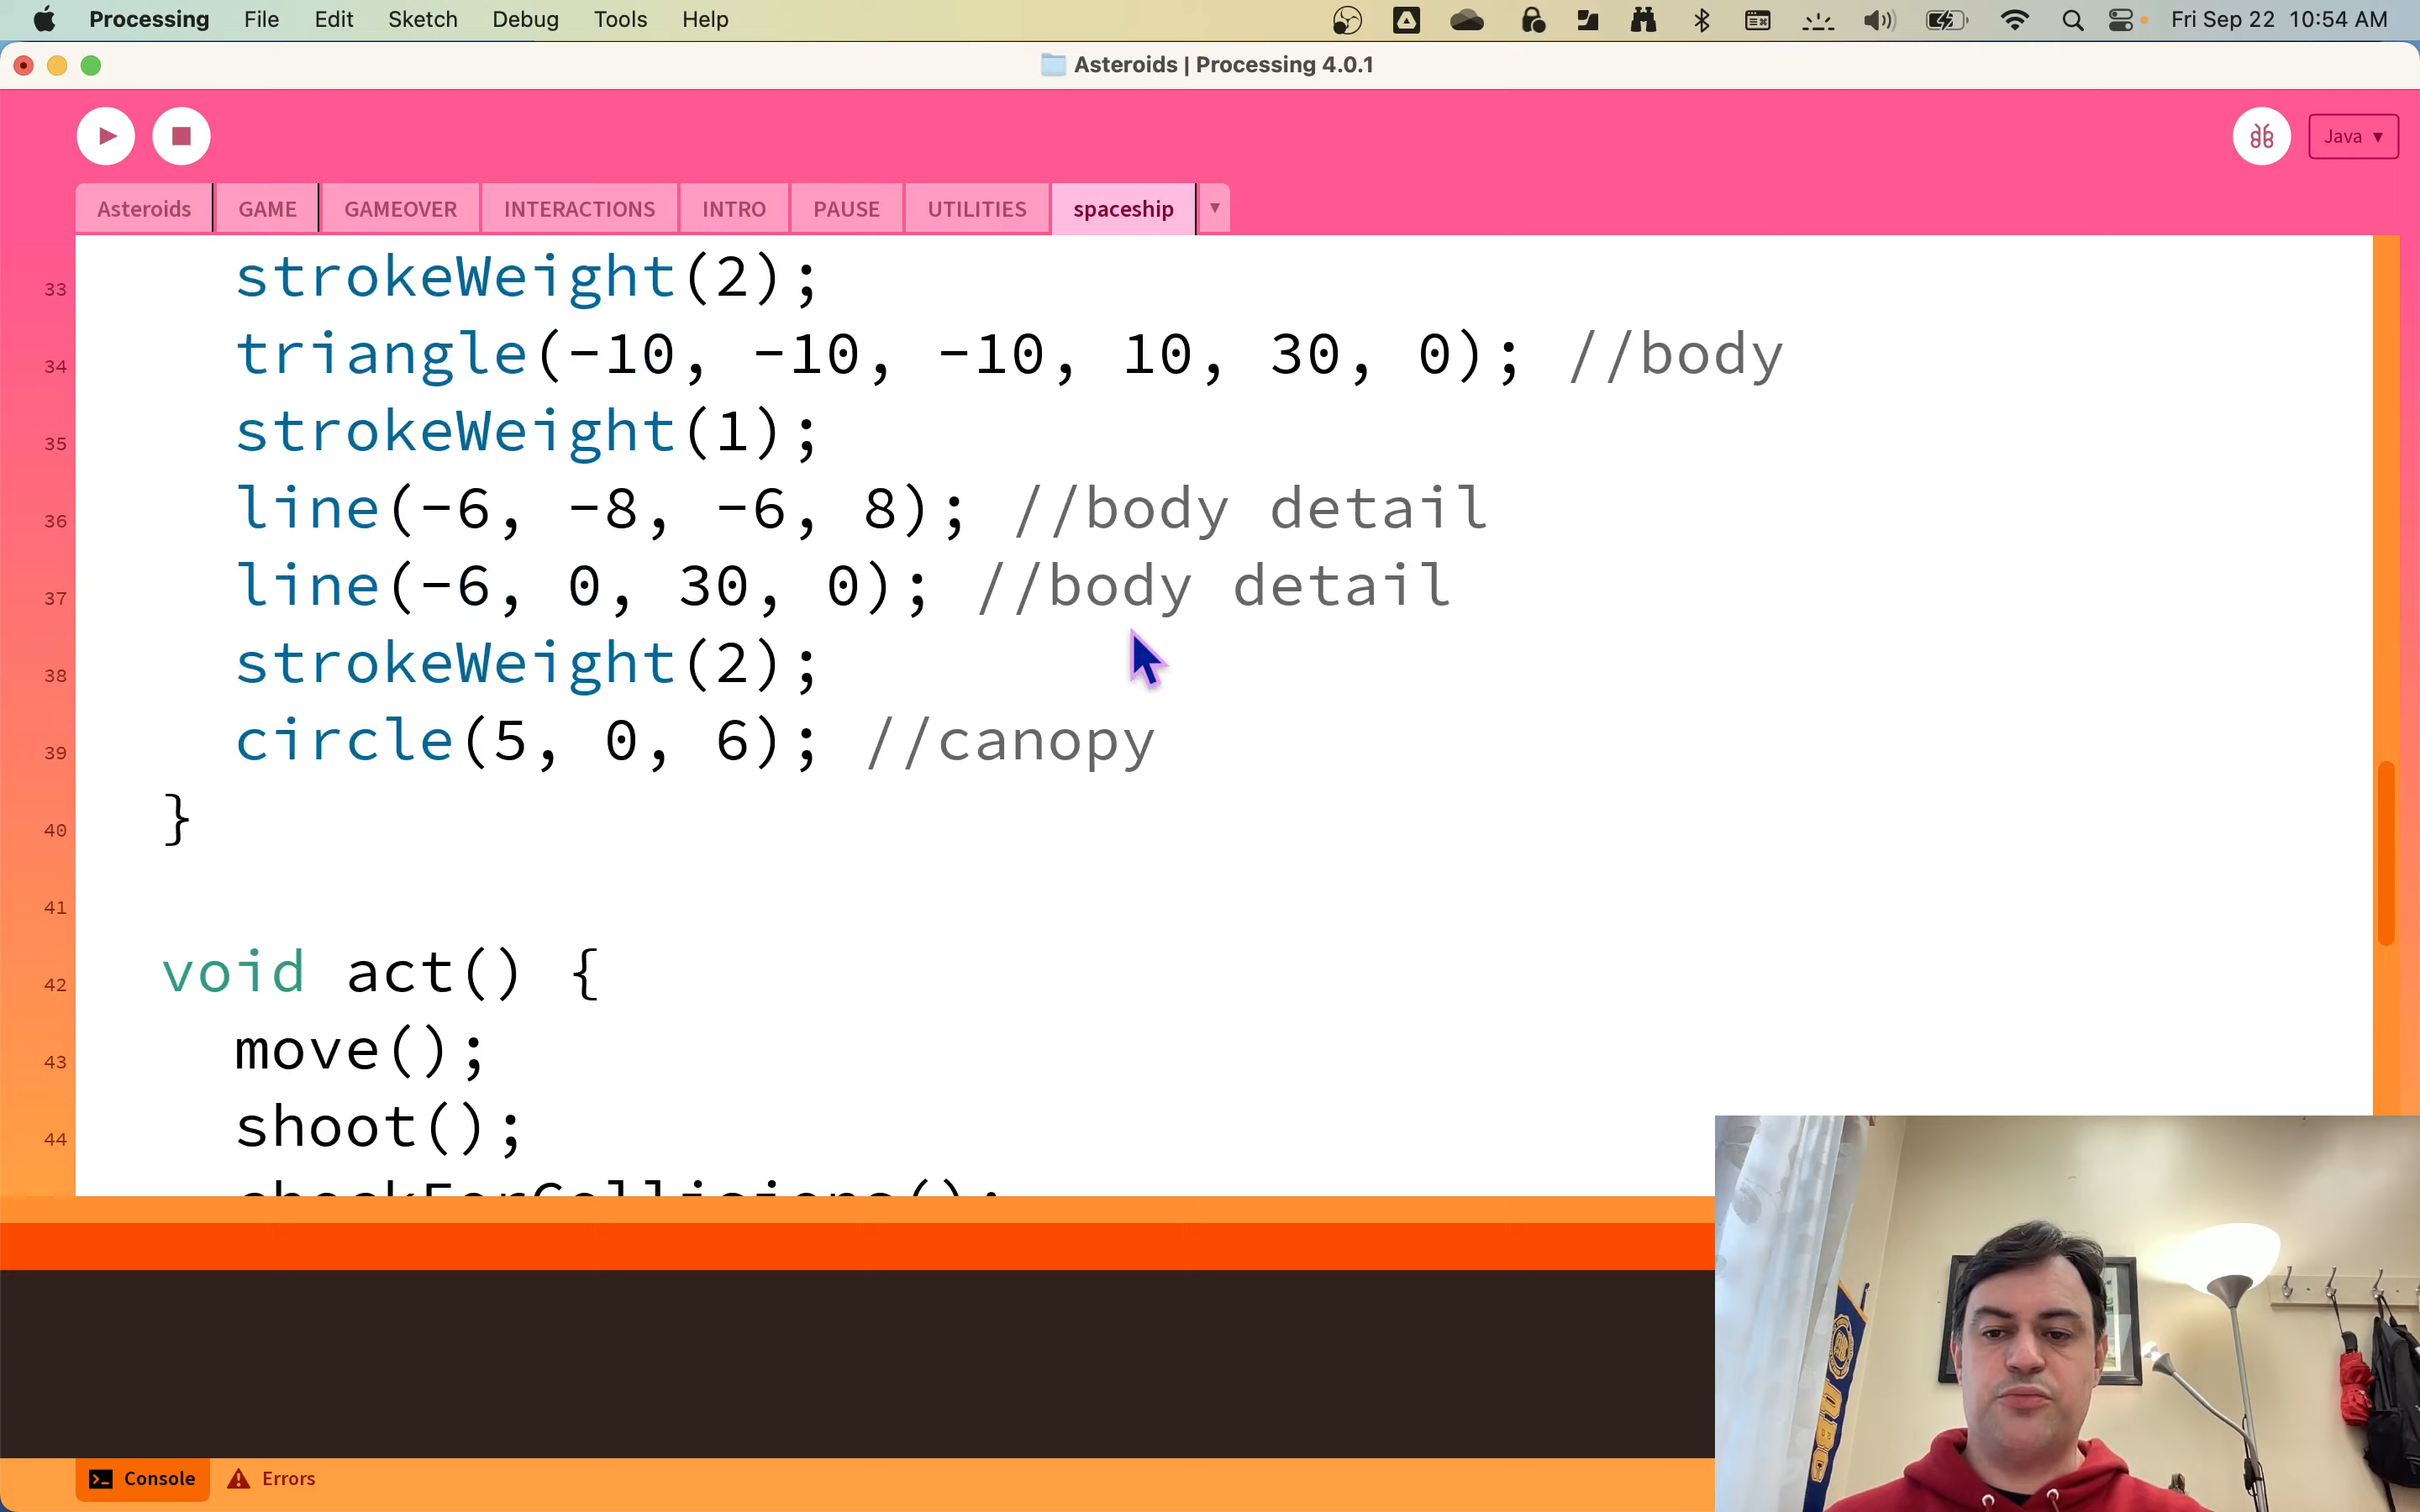 Processing File Edit Sketch Debug Tools Help Fri Sep 22 10:54 AM
Asteroids | Processing 4.0.1
Java ▼
Asteroids GAME GAMEOVER INTERACTIONS INTRO PAUSE UTILITIES spaceship ▼
33 strokeWeight(2);
34 triangle(-10, -10, -10, 10, 30, 0); //body
35 strokeWeight(1);
36 line(-6, -8, -6, 8); //body detail
37 line(-6, 0, 30, 0); //body detail
38 strokeWeight(2);
39 circle(5, 0, 6); //canopy
40 }
41
42 void act() {
43 move();
44 shoot();
checkForCollisions();
Console Errors